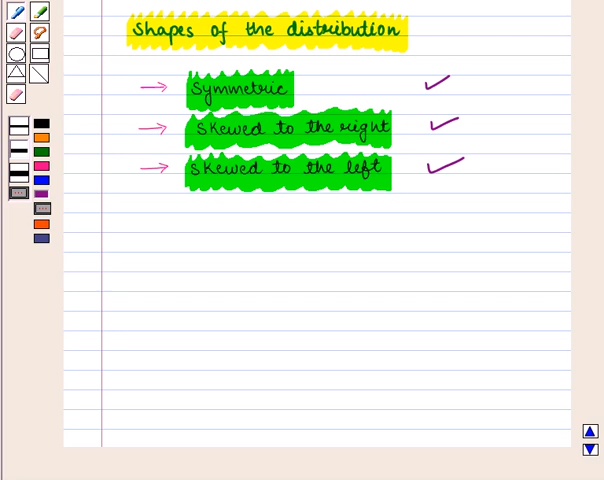 Shapes of the distribution
→ Symmetric ✓
→ Skewed to the right ✓
→ Skewed to the left ✓